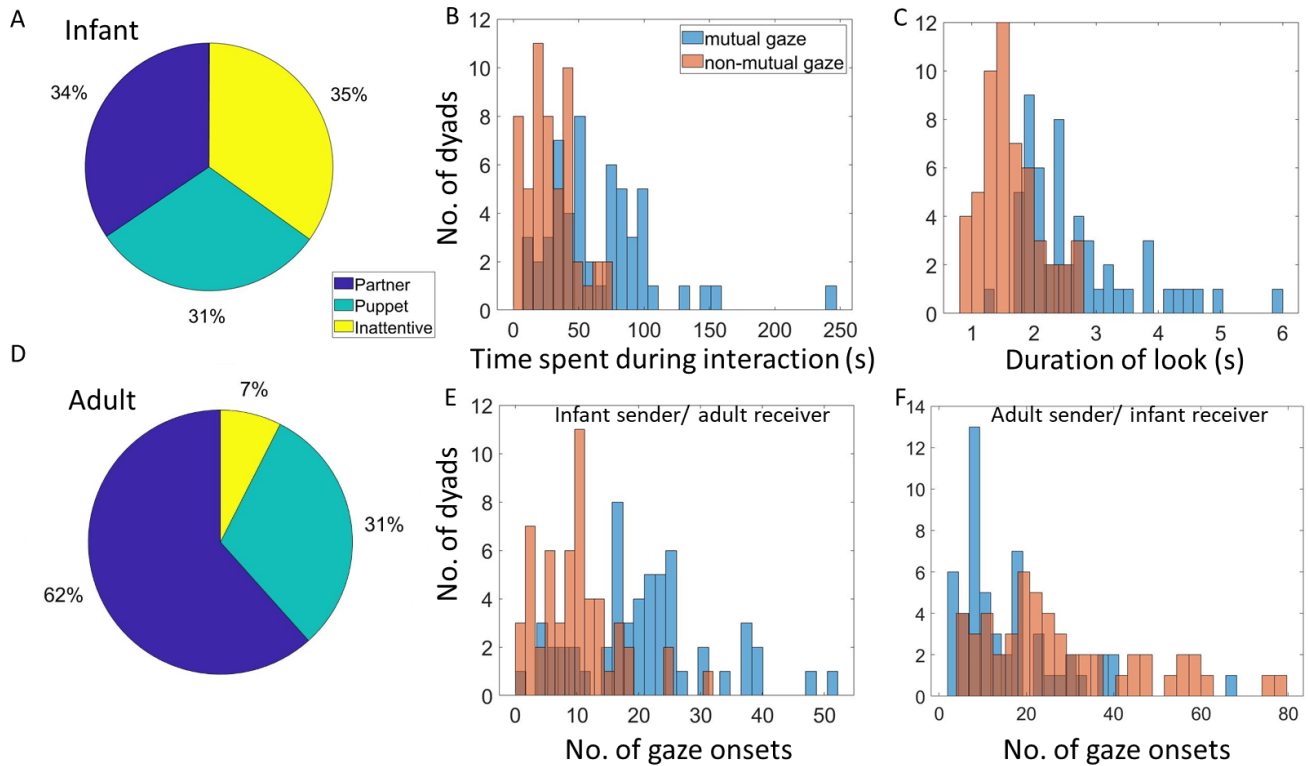 A
Infant
34%
35%
31%
Partner
Puppet
Inattentive
B
12
10
8
6
4
2
0
No. of dyads
mutual gaze
non-mutual gaze
0
50
100
150
200
250
Time spent during interaction (s)
C
12
10
8
6
4
2
0
1
2
3
4
5
6
Duration of look (s)
D
Adult
7%
31%
62%
E
Infant sender/ adult receiver
12
10
8
6
4
2
0
No. of dyads
0
10
20
30
40
50
No. of gaze onsets
F
Adult sender/ infant receiver
14
12
10
8
6
4
2
0
0
20
40
60
80
No. of gaze onsets